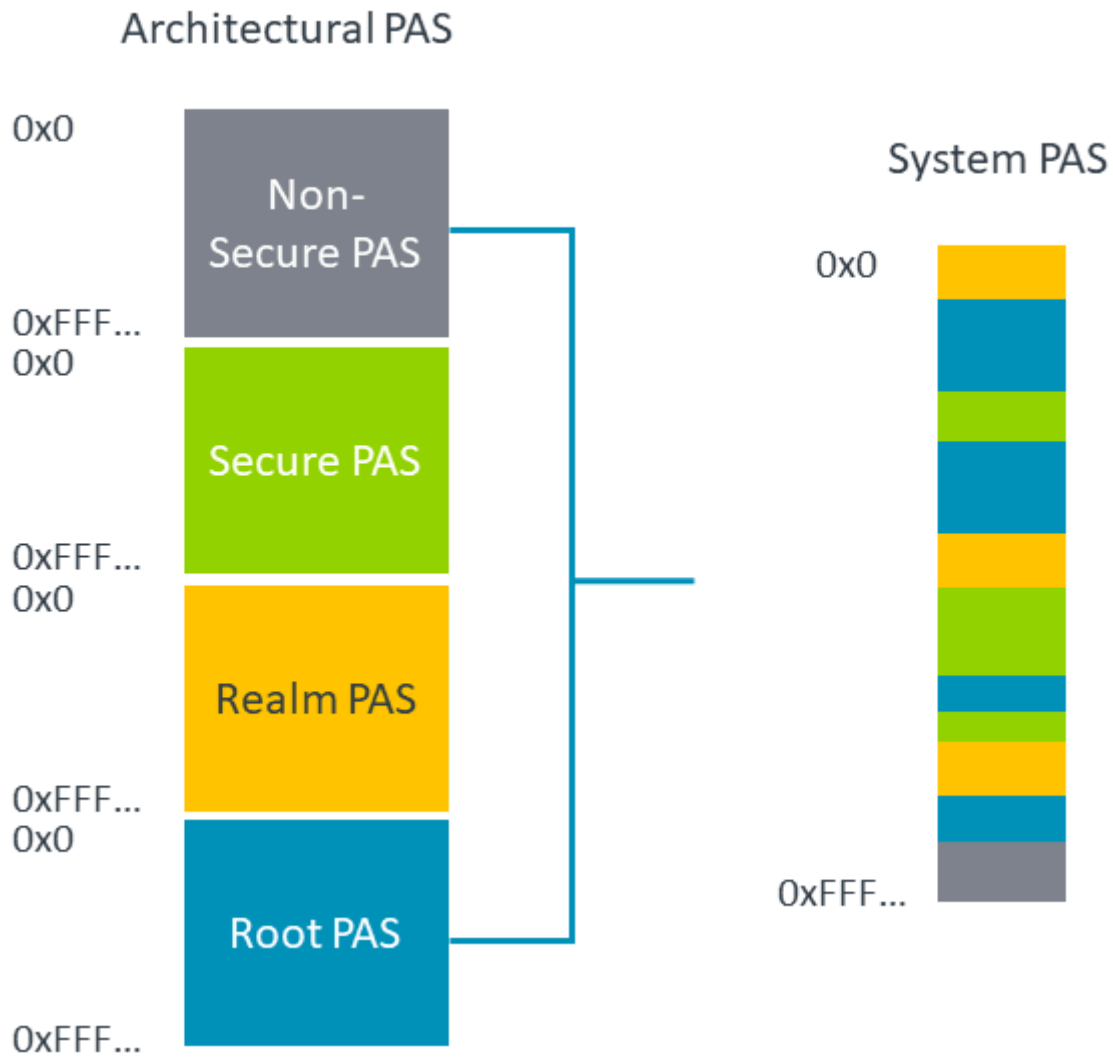 Architectural PAS
0x0
Non-
Secure PAS
0xFFF...
0x0
Secure PAS
0xFFF...
0x0
Realm PAS
0xFFF...
0x0
Root PAS
0xFFF...
System PAS
0x0
0xFFF...